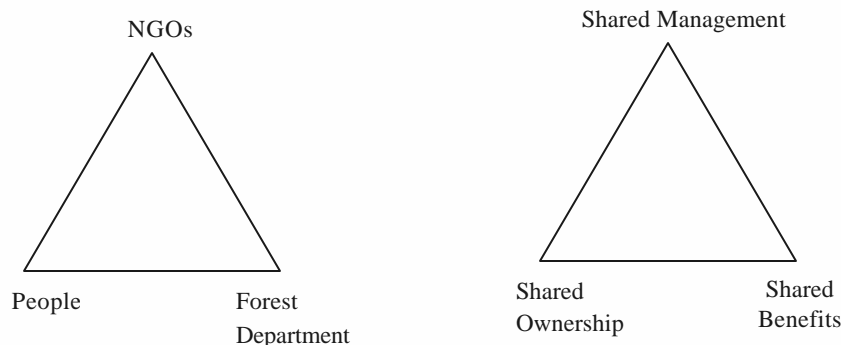 NGOs
People
Forest
Department
Shared Management
Shared
Ownership
Shared
Benefits